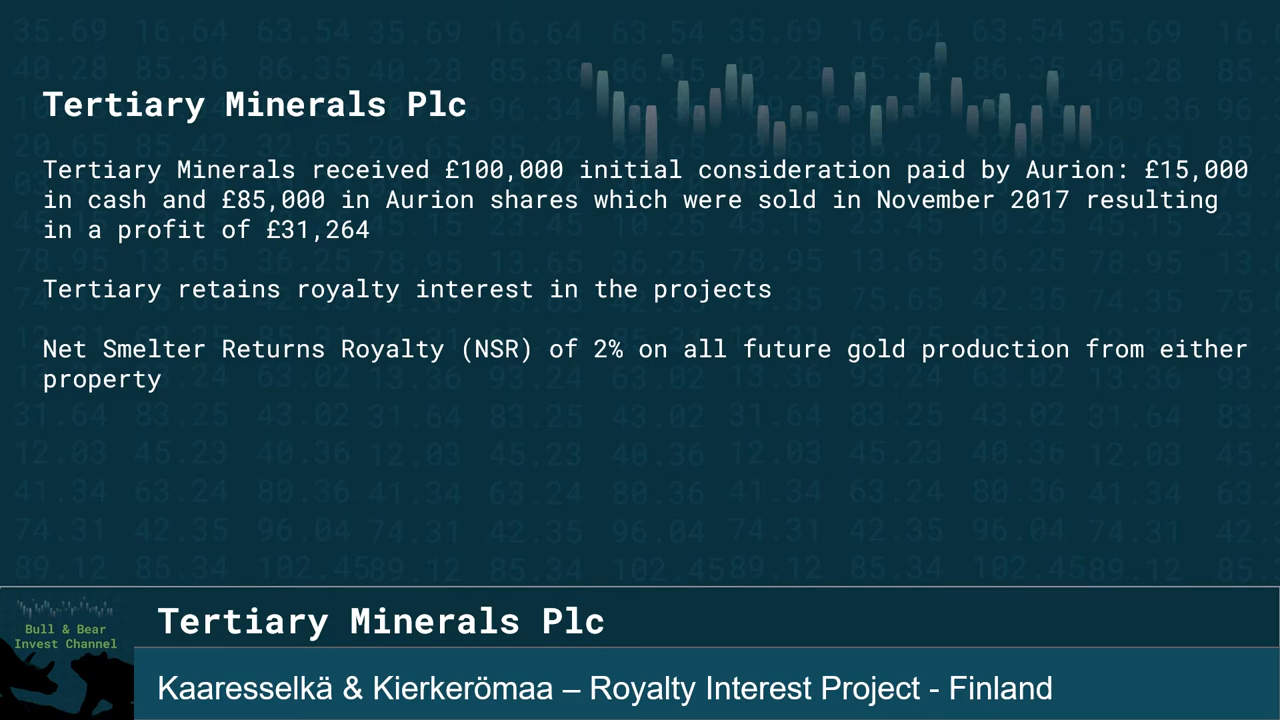 Tertiary Minerals Plc
Tertiary Minerals received £100,000 initial consideration paid by Aurion: £15,000
in cash and £85,000 in Aurion shares which were sold in November 2017 resulting
in a profit of £31,264
Tertiary retains royalty interest in the projects
Net Smelter Returns Royalty (NSR) of 2% on all future gold production from either
property
Bull & Bear
Invest Channel
Tertiary Minerals Plc
Kaaresselkä & Kierkerömaa – Royalty Interest Project - Finland